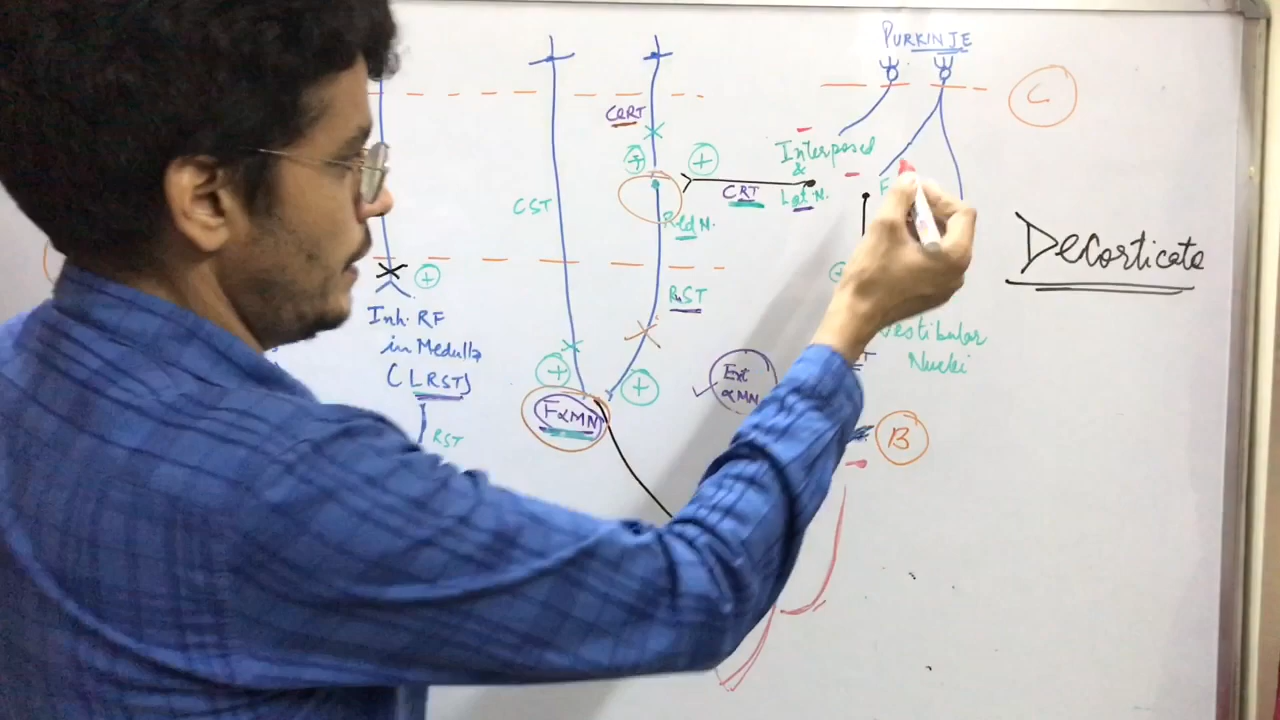 PURKINJE
C
CeRT
+
+
Interposed
&
CRT
Lat N.
F
CST
Red N.
Decorticate
+
+
Inh. RF
in Medulla
(LRST)
RST
RST
Vestibular
Nuclei
+
+
Ext
αMN
FαMN
B